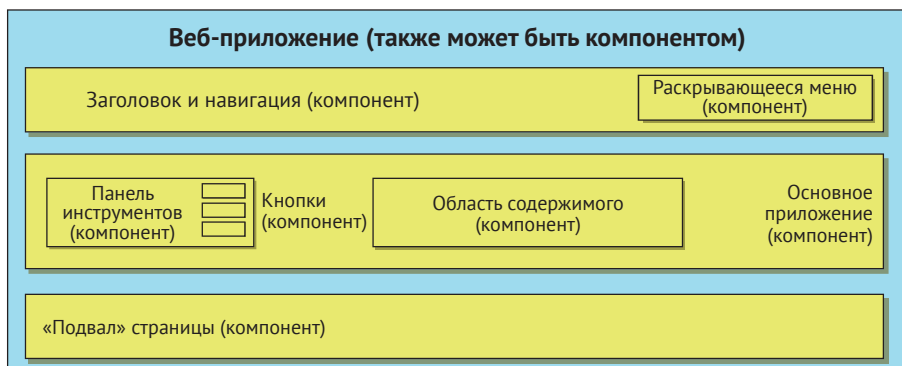 Веб-приложение (также может быть компонентом)
Заголовок и навигация (компонент)
Раскрывающееся меню
(компонент)
Панель
инструментов
(компонент)
Кнопки
(компонент)
Область содержимого
(компонент)
Основное
приложение
(компонент)
«Подвал» страницы (компонент)